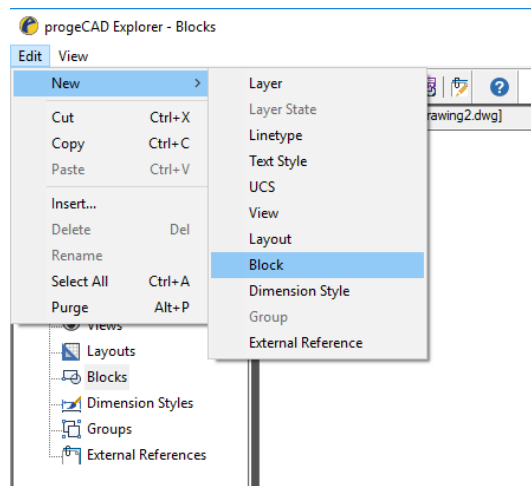 progeCAD Explorer - Blocks
Edit View
New >
Cut Ctrl+X
Copy Ctrl+C
Paste Ctrl+V
Insert...
Delete Del
Rename
Select All Ctrl+A
Purge Alt+P
Layer
Layer State
Linetype
Text Style
UCS
View
Layout
Block
Dimension Style
Group
External Reference
rawing2.dwg]
Views
Layouts
Blocks
Dimension Styles
Groups
External References